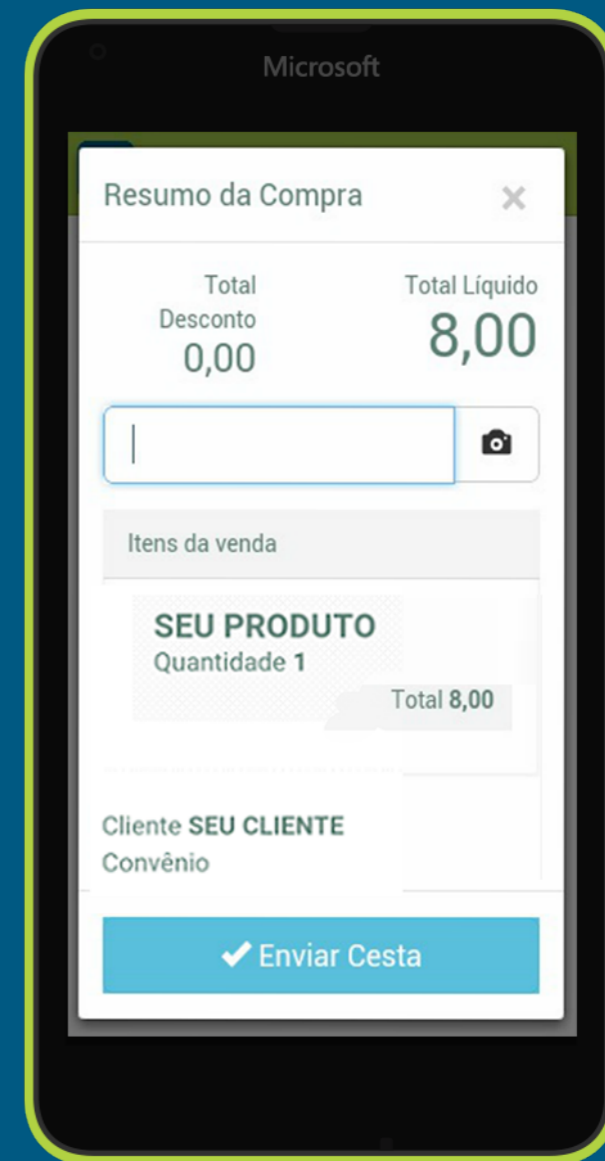 Microsoft
Resumo da Compra
Total
Desconto
0,00
Total Líquido
8,00
Itens da venda
SEU PRODUTO
Quantidade 1
Total 8,00
Cliente SEU CLIENTE
Convênio
Enviar Cesta